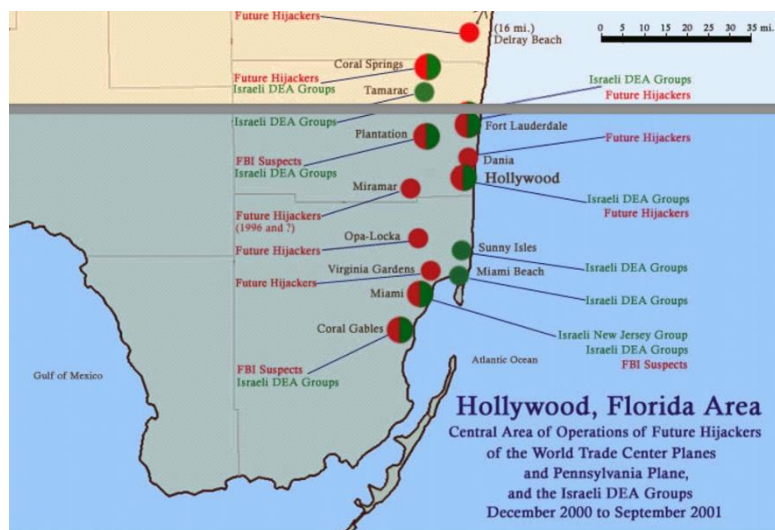 Future Hijackers
(16 mi.)
Delray Beach
0 5 10 15 20 25 30 35 mi.
Coral Springs
Future Hijackers
Israeli DEA Groups
Tamarac
Israeli DEA Groups
Future Hijackers
Israeli DEA Groups
Fort Lauderdale
Plantation
Future Hijackers
Dania
FBI Suspects
Israeli DEA Groups
Hollywood
Miramar
Israeli DEA Groups
Future Hijackers
Future Hijackers
(1996 and ?)
Opa-Locka
Future Hijackers
Sunny Isles
Israeli DEA Groups
Virginia Gardens
Future Hijackers
Miami Beach
Israeli DEA Groups
Miami
Israeli New Jersey Group
Israeli DEA Groups
FBI Suspects
Coral Gables
FBI Suspects
Israeli DEA Groups
Atlantic Ocean
Gulf of Mexico
Hollywood, Florida Area
Central Area of Operations of Future Hijackers
of the World Trade Center Planes
and Pennsylvania Plane,
and the Israeli DEA Groups
December 2000 to September 2001